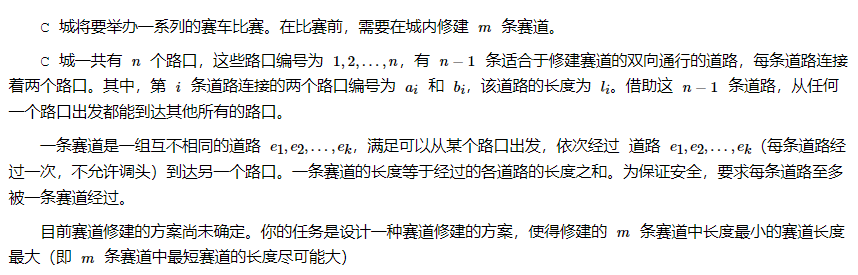 C 城将要举办一系列的赛车比赛。在比赛前，需要在城内修建 m 条赛道。
C 城一共有 n 个路口，这些路口编号为 1,2,…,n，有 n−1 条适合于修建赛道的双向通行的道路，每条道路连接
着两个路口。其中，第 i 条道路连接的两个路口编号为 aᵢ 和 bᵢ，该道路的长度为 lᵢ。借助这 n−1 条道路，从任何
一个路口出发都能到达其他所有的路口。
一条赛道是一组互不相同的道路 e₁,e₂,…,eₖ，满足可以从某个路口出发，依次经过 道路 e₁,e₂,…,eₖ（每条道路经
过一次，不允许调头）到达另一个路口。一条赛道的长度等于经过的各道路的长度之和。为保证安全，要求每条道路至多
被一条赛道经过。
目前赛道修建的方案尚未确定。你的任务是设计一种赛道修建的方案，使得修建的 m 条赛道中长度最小的赛道长度
最大（即 m 条赛道中最短赛道的长度尽可能大）